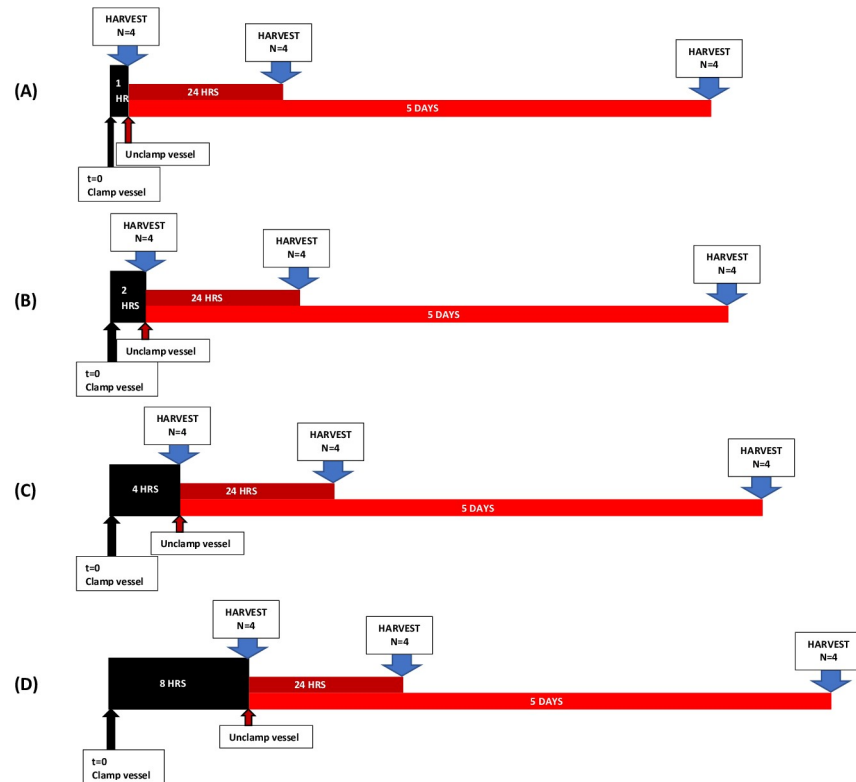 HARVEST
N=4
HARVEST
N=4
HARVEST
N=4
(A)
1
HR
24 HRS
5 DAYS
Unclamp vessel
t=0
Clamp vessel
HARVEST
N=4
HARVEST
N=4
HARVEST
N=4
(B)
2
HRS
24 HRS
5 DAYS
Unclamp vessel
t=0
Clamp vessel
HARVEST
N=4
HARVEST
N=4
HARVEST
N=4
(C)
4 HRS
24 HRS
5 DAYS
Unclamp vessel
t=0
Clamp vessel
HARVEST
N=4
HARVEST
N=4
HARVEST
N=4
(D)
8 HRS
24 HRS
5 DAYS
Unclamp vessel
t=0
Clamp vessel